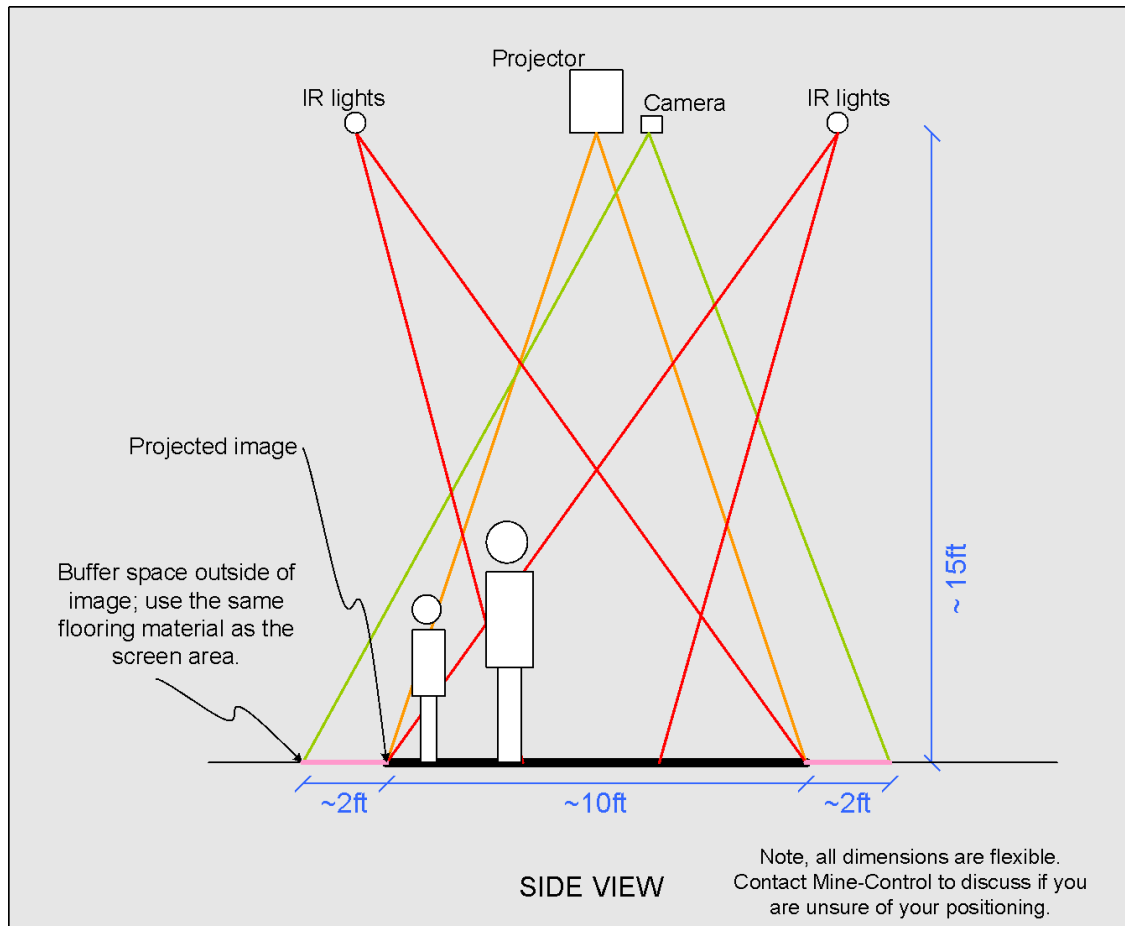 Projector
IR lights
Camera
IR lights
Projected image
Buffer space outside of
image; use the same
flooring material as the
screen area.
~ 15ft
~2ft
~10ft
~2ft
SIDE VIEW
Note, all dimensions are flexible.
Contact Mine-Control to discuss if you
are unsure of your positioning.